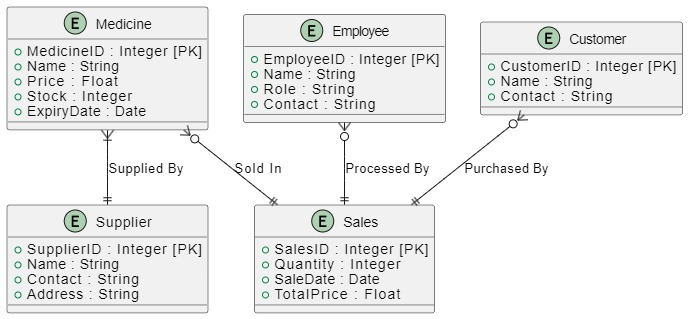 E Medicine
MedicineID : Integer [PK]
Name : String
Price : Float
Stock : Integer
ExpiryDate : Date
E Employee
EmployeeID : Integer [PK]
Name : String
Role : String
Contact : String
E Customer
CustomerID : Integer [PK]
Name : String
Contact : String
Supplied By
Sold In
Processed By
Purchased By
E Supplier
SupplierID : Integer [PK]
Name : String
Contact : String
Address : String
E Sales
SalesID : Integer [PK]
Quantity : Integer
SaleDate : Date
TotalPrice : Float